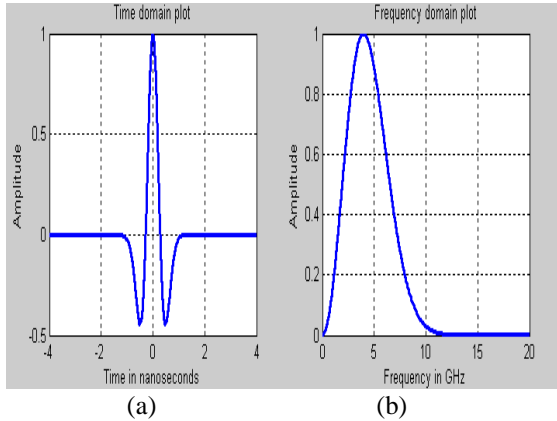 Time domain plot
1
0.5
0
-0.5
-4 -2 0 2 4
Amplitude
Time in nanoseconds
(a)
Frequency domain plot
1
0.8
0.6
0.4
0.2
0
0 5 10 15 20
Amplitude
Frequency in GHz
(b)